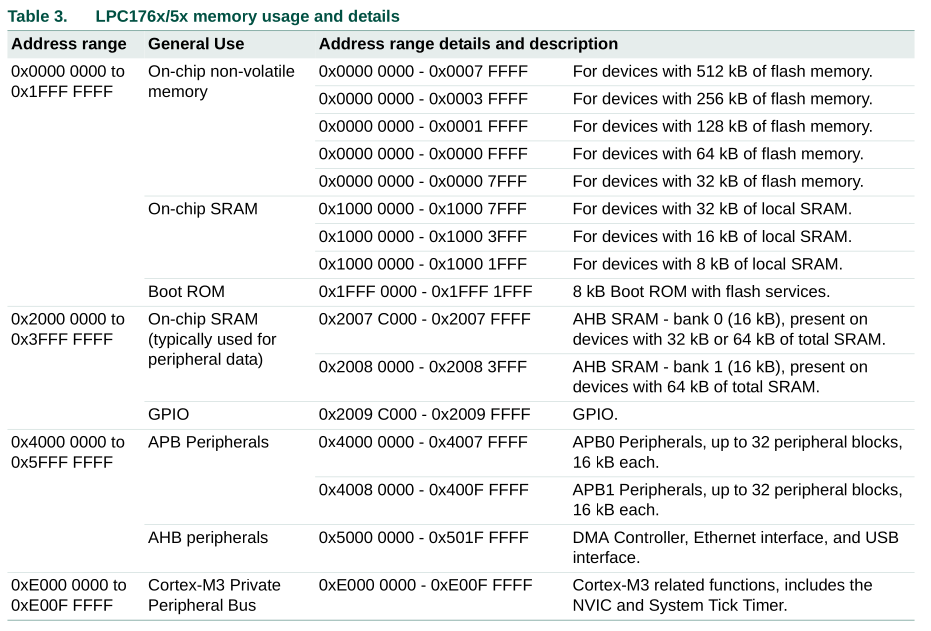 Table 3. LPC176x/5x memory usage and details
Address range General Use Address range details and description
0x0000 0000 to On-chip non-volatile 0x0000 0000 - 0x0007 FFFF For devices with 512 kB of flash memory.
0x1FFF FFFF memory
0x0000 0000 - 0x0003 FFFF For devices with 256 kB of flash memory.
0x0000 0000 - 0x0001 FFFF For devices with 128 kB of flash memory.
0x0000 0000 - 0x0000 FFFF For devices with 64 kB of flash memory.
0x0000 0000 - 0x0000 7FFF For devices with 32 kB of flash memory.
On-chip SRAM 0x1000 0000 - 0x1000 7FFF For devices with 32 kB of local SRAM.
0x1000 0000 - 0x1000 3FFF For devices with 16 kB of local SRAM.
0x1000 0000 - 0x1000 1FFF For devices with 8 kB of local SRAM.
Boot ROM 0x1FFF 0000 - 0x1FFF 1FFF 8 kB Boot ROM with flash services.
0x2000 0000 to On-chip SRAM 0x2007 C000 - 0x2007 FFFF AHB SRAM - bank 0 (16 kB), present on
0x3FFF FFFF (typically used for devices with 32 kB or 64 kB of total SRAM.
peripheral data)
0x2008 0000 - 0x2008 3FFF AHB SRAM - bank 1 (16 kB), present on
devices with 64 kB of total SRAM.
GPIO 0x2009 C000 - 0x2009 FFFF GPIO.
0x4000 0000 to APB Peripherals 0x4000 0000 - 0x4007 FFFF APB0 Peripherals, up to 32 peripheral blocks,
0x5FFF FFFF 16 kB each.
0x4008 0000 - 0x400F FFFF APB1 Peripherals, up to 32 peripheral blocks,
16 kB each.
AHB peripherals 0x5000 0000 - 0x501F FFFF DMA Controller, Ethernet interface, and USB
interface.
0xE000 0000 to Cortex-M3 Private 0xE000 0000 - 0xE00F FFFF Cortex-M3 related functions, includes the
0xE00F FFFF Peripheral Bus NVIC and System Tick Timer.